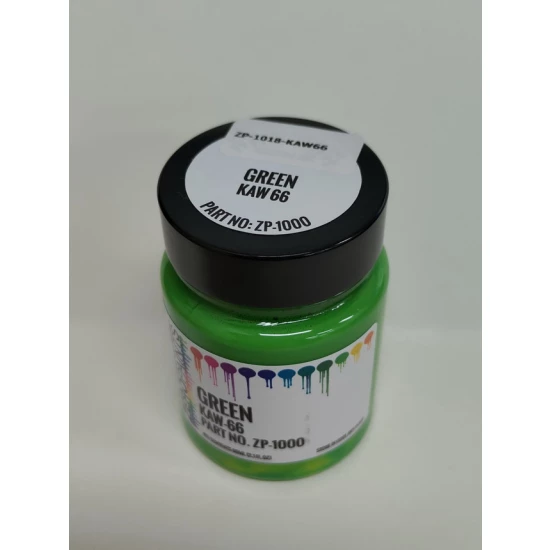 ZP-1018-KAW66
GREEN
KAW 66
PART NO: ZP-1000
GREEN
KAW-66
PART NO. ZP-1000